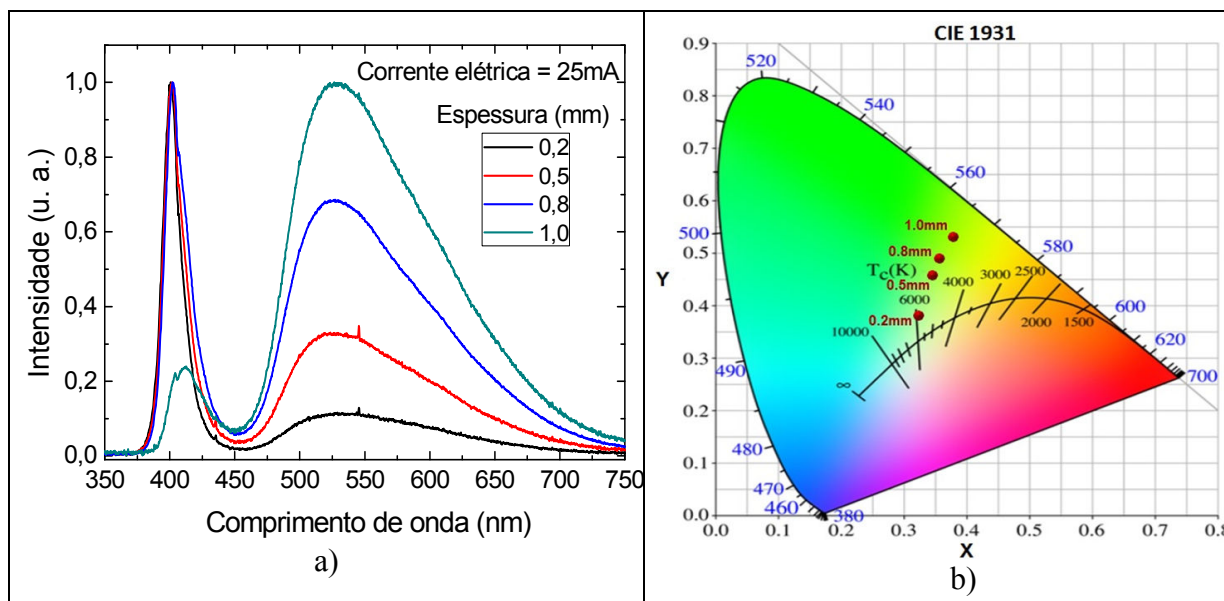 Corrente elétrica = 25mA
Espessura (mm)
0,2
0,5
0,8
1,0
Intensidade (u. a.)
1,0
0,8
0,6
0,4
0,2
0,0
350 400 450 500 550 600 650 700 750
Comprimento de onda (nm)
a)
CIE 1931
0.9
0.8
0.7
0.6
0.5
0.4
0.3
0.2
0.1
0.0
Y
520
540
560
500
580
600
620
700
490
480
470
460
380
1.0mm
0.8mm
Tc(K)
0.5mm
0.2mm
4000
3000
2500
6000
2000
1500
10000
∞
0.0 0.1 0.2 0.3 0.4 0.5 0.6 0.7 0.8
X
b)